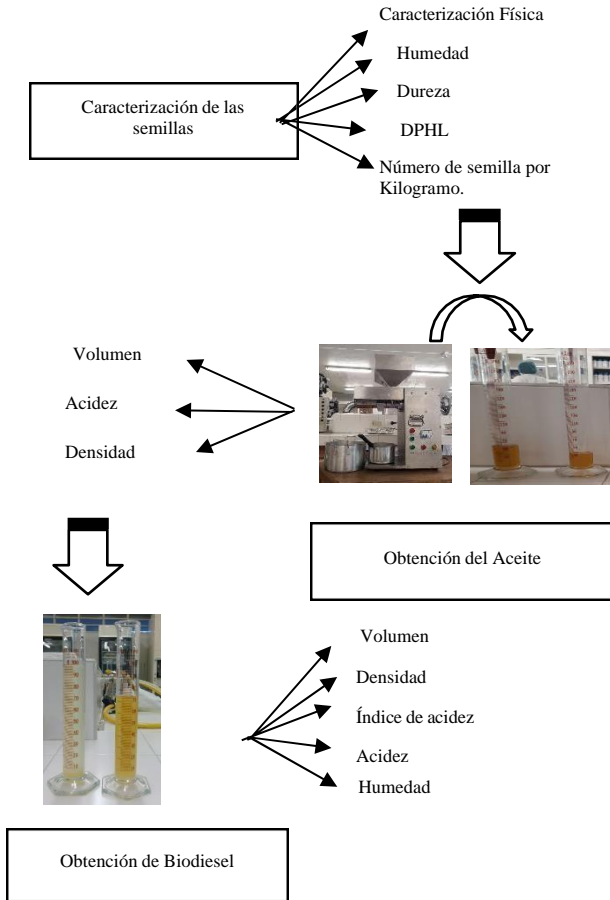 Caracterización Física
Humedad
Caracterización de las
semillas
Dureza
DPHL
Número de semilla por
Kilogramo.
Volumen
Acidez
Densidad
Obtención del Aceite
Volumen
Densidad
Índice de acidez
Acidez
Humedad
Obtención de Biodiesel